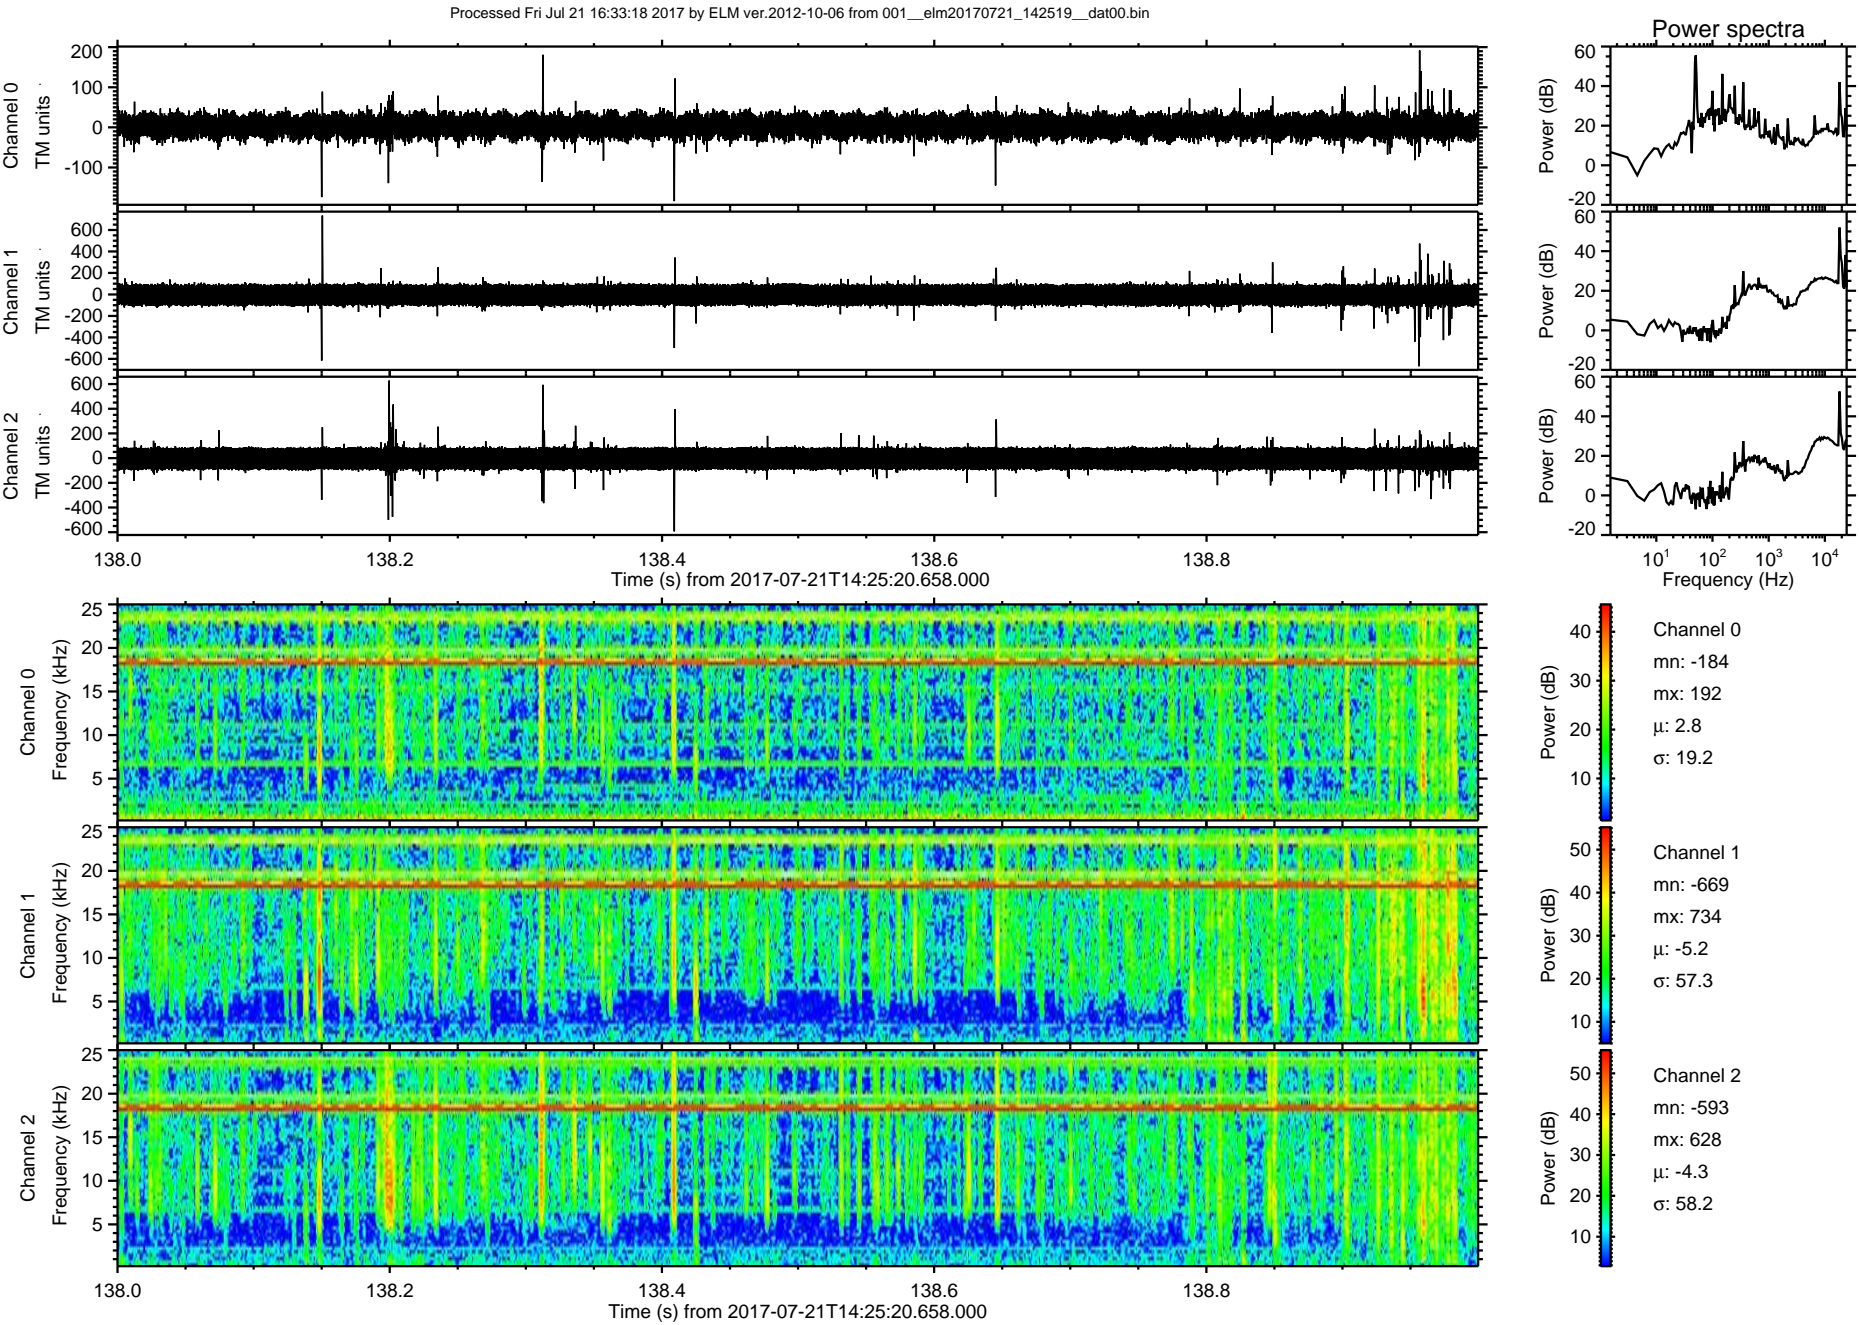 Processed Fri Jul 21 16:33:18 2017 by ELM ver.2012-10-06 from 001__elm20170721_142519__dat00.bin
Power spectra
Channel 0
TM units
200
100
0
-100
Power (dB)
60
40
20
0
-20
Channel 1
TM units
600
400
200
0
-200
-400
-600
Power (dB)
60
40
20
0
-20
Channel 2
TM units
600
400
200
0
-200
-400
-600
Power (dB)
60
40
20
0
-20
138.0 138.2 138.4 138.6 138.8
Time (s) from 2017-07-21T14:25:20.658.000
10¹ 10² 10³ 10⁴
Frequency (Hz)
Channel 0
Frequency (kHz)
25
20
15
10
5
Power (dB)
40
30
20
10
Channel 0
mn: -184
mx: 192
μ: 2.8
σ: 19.2
Channel 1
Frequency (kHz)
25
20
15
10
5
Power (dB)
50
40
30
20
10
Channel 1
mn: -669
mx: 734
μ: -5.2
σ: 57.3
Channel 2
Frequency (kHz)
25
20
15
10
5
Power (dB)
50
40
30
20
10
Channel 2
mn: -593
mx: 628
μ: -4.3
σ: 58.2
138.0 138.2 138.4 138.6 138.8
Time (s) from 2017-07-21T14:25:20.658.000